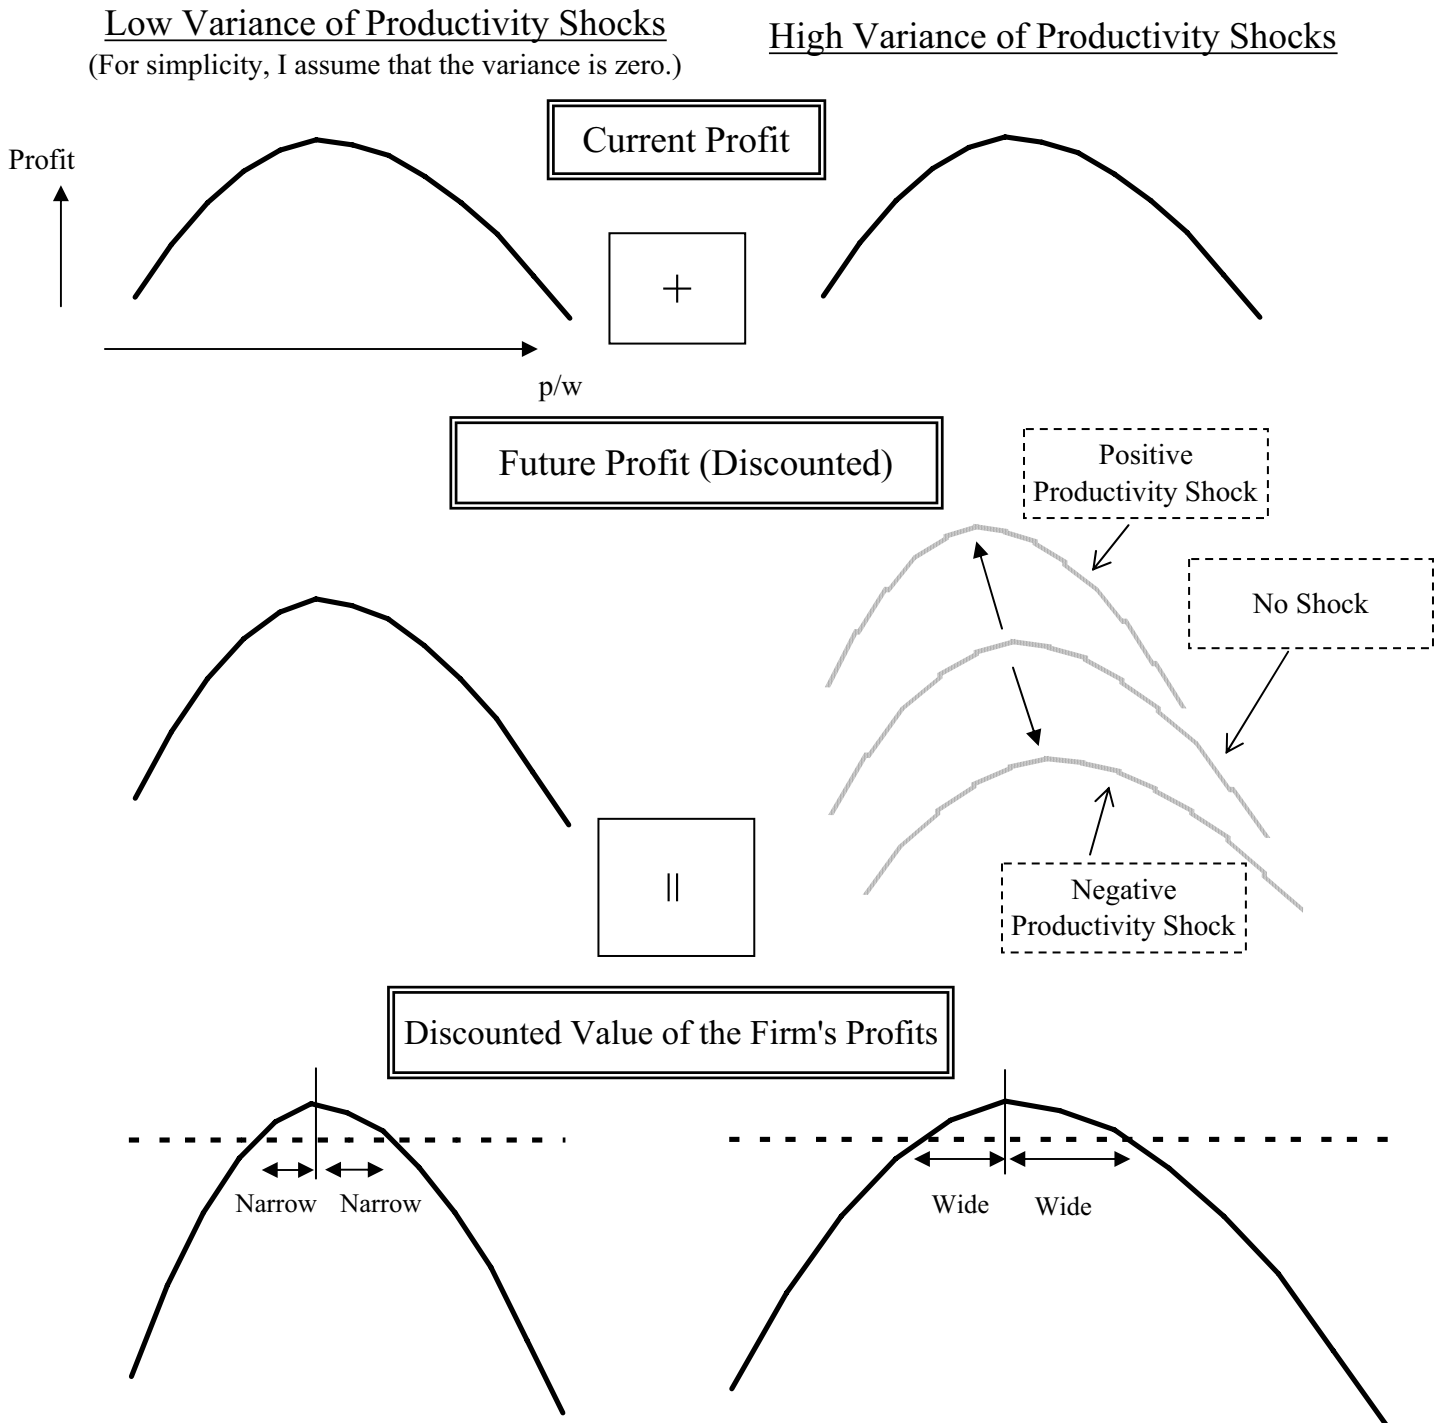 Low Variance of Productivity Shocks
(For simplicity, I assume that the variance is zero.)
High Variance of Productivity Shocks
Current Profit
Profit
+
p/w
Future Profit (Discounted)
Positive
Productivity Shock
No Shock
=
Negative
Productivity Shock
Discounted Value of the Firm's Profits
Narrow
Narrow
Wide
Wide